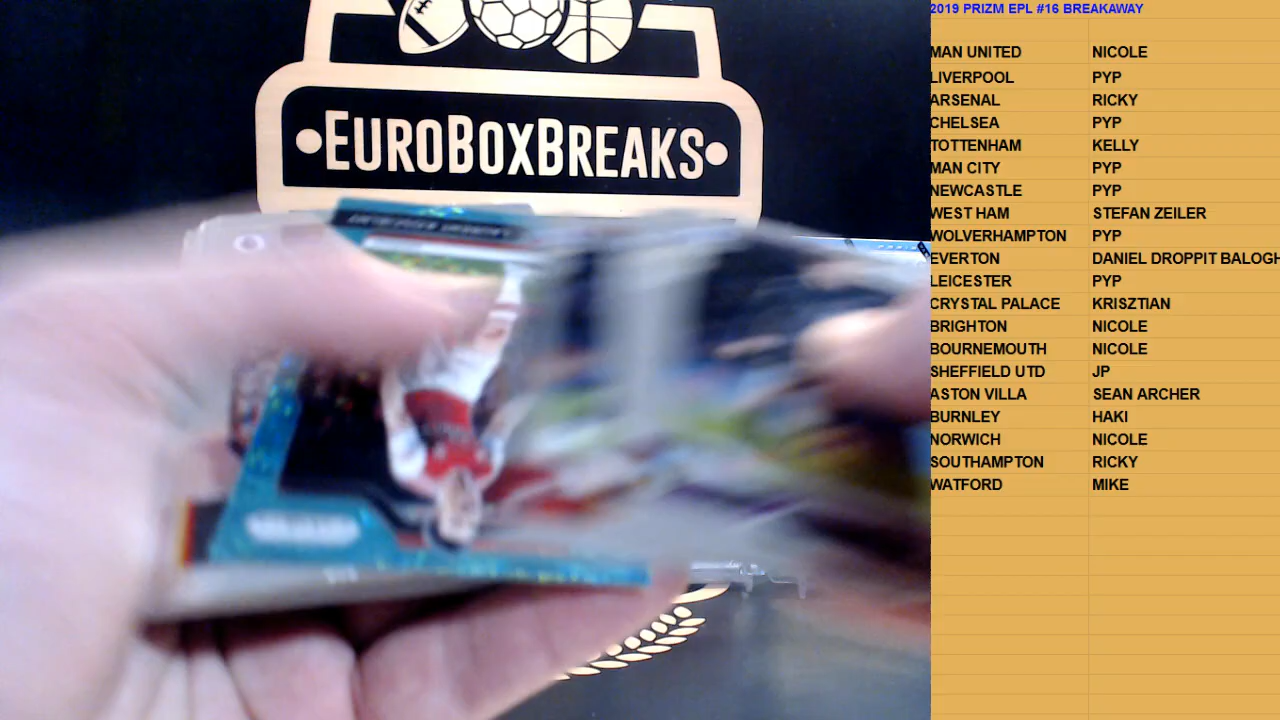 EUROBOXBREAKS
2019 PRIZM EPL #16 BREAKAWAY
MAN UNITED NICOLE
LIVERPOOL PYP
ARSENAL RICKY
CHELSEA PYP
TOTTENHAM KELLY
MAN CITY PYP
NEWCASTLE PYP
WEST HAM STEFAN ZEILER
WOLVERHAMPTON PYP
EVERTON DANIEL DROPPIT BALOGH
LEICESTER PYP
CRYSTAL PALACE KRISZTIAN
BRIGHTON NICOLE
BOURNEMOUTH NICOLE
SHEFFIELD UTD JP
ASTON VILLA SEAN ARCHER
BURNLEY HAKI
NORWICH NICOLE
SOUTHAMPTON RICKY
WATFORD MIKE